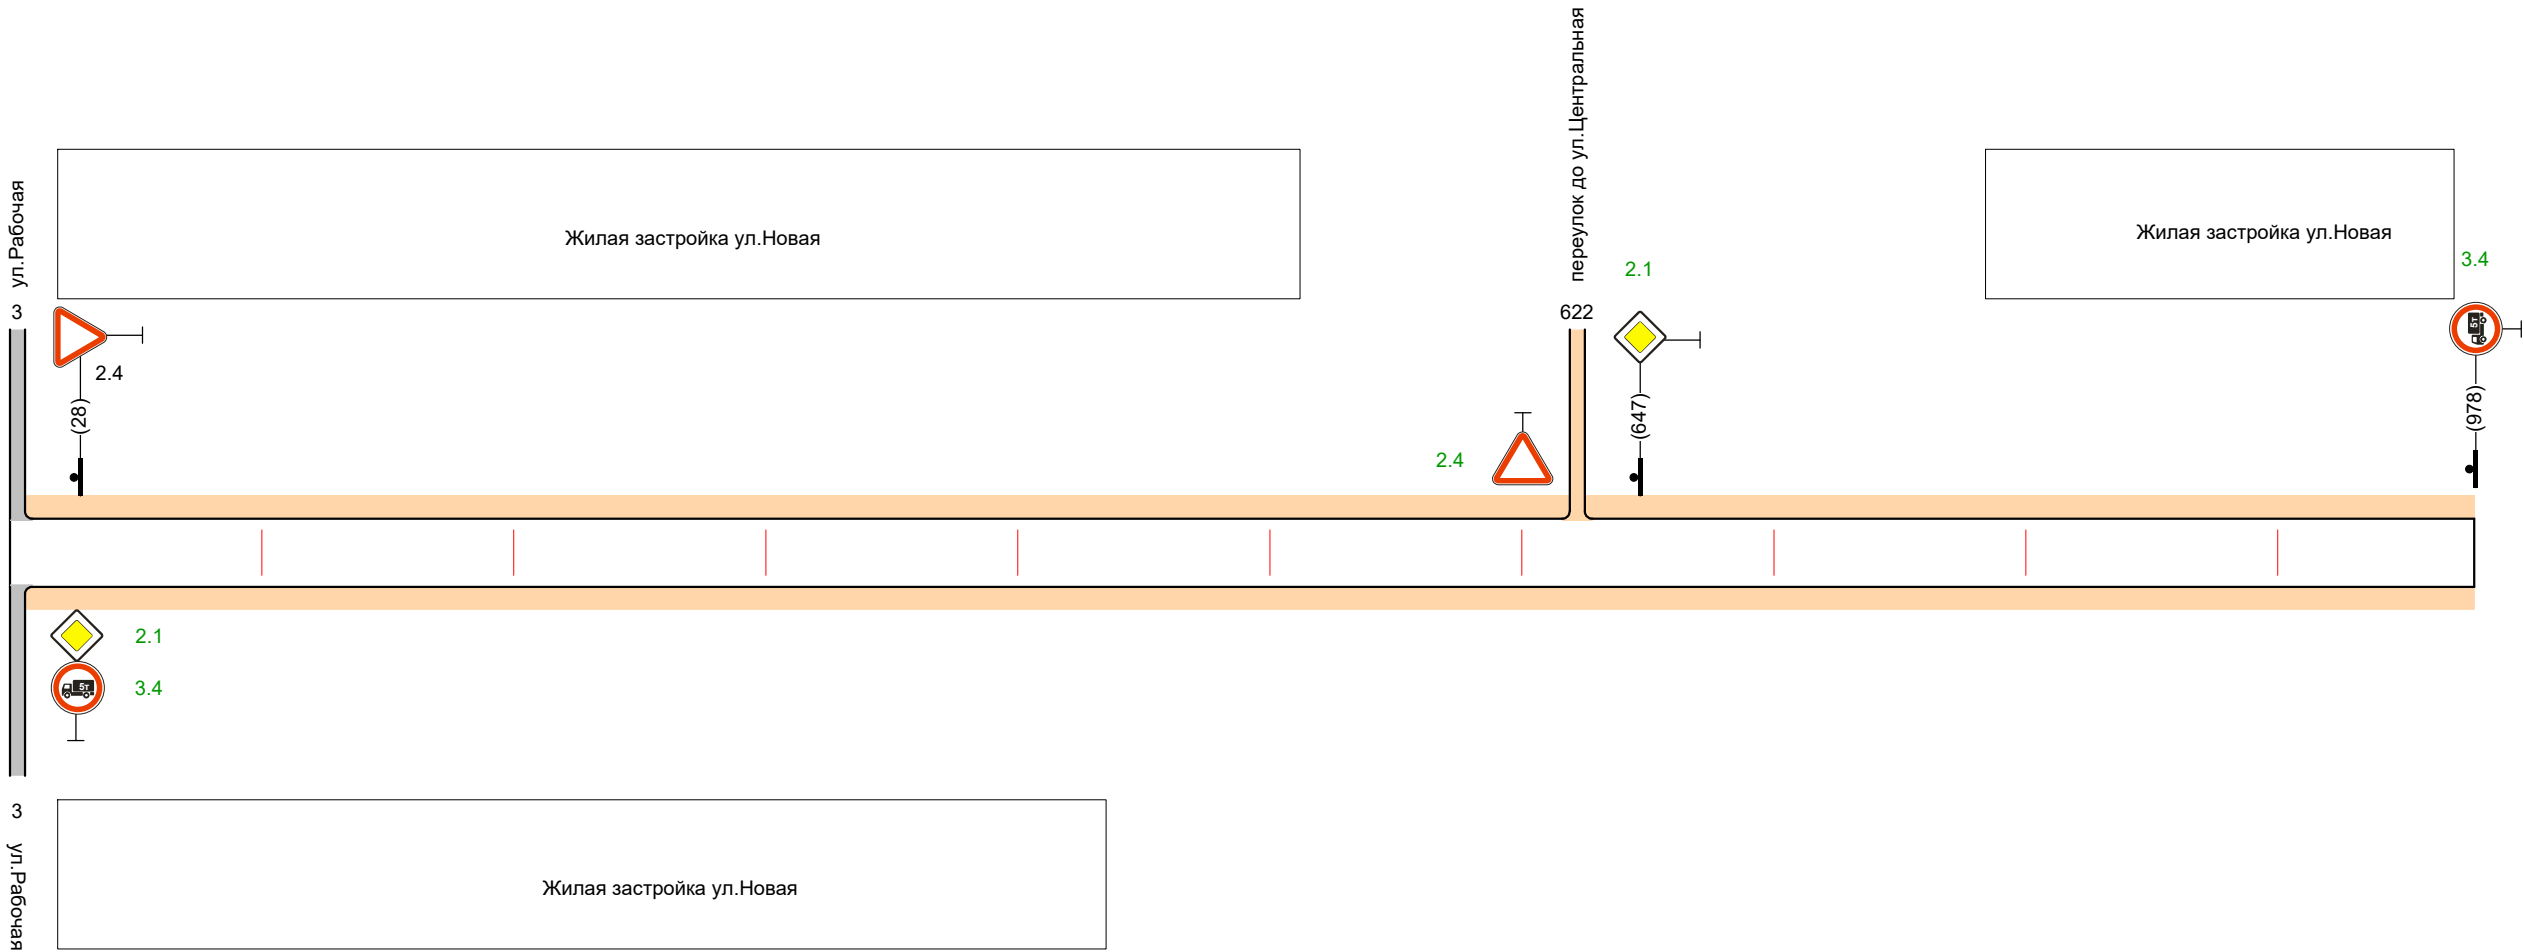 переулок до ул.Центральная
ул.Рабочая
Жилая застройка ул.Новая
Жилая застройка ул.Новая
2.1
3.4
3
622
5т
2.4
(28)
(647)
(978)
2.4
2.1
5т
3.4
3
ул.Рабочая
Жилая застройка ул.Новая